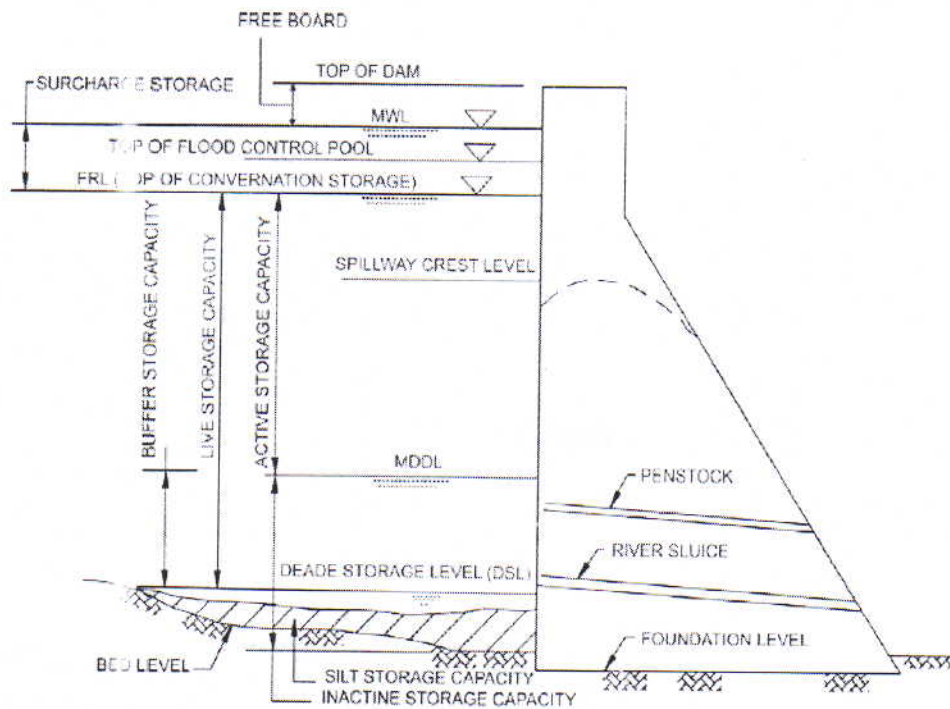 FREE BOARD
TOP OF DAM
SURCHARGE STORAGE
MWL
TOP OF FLOOD CONTROL POOL
FRL (TOP OF CONVERNATION STORAGE)
BUFFER STORAGE CAPACITY
LIVE STORAGE CAPACITY
ACTIVE STORAGE CAPACITY
SPILLWAY CREST LEVEL
MDDL
PENSTOCK
RIVER SLUICE
DEADE STORAGE LEVEL (DSL)
FOUNDATION LEVEL
BED LEVEL
SILT STORAGE CAPACITY
INACTINE STORAGE CAPACITY